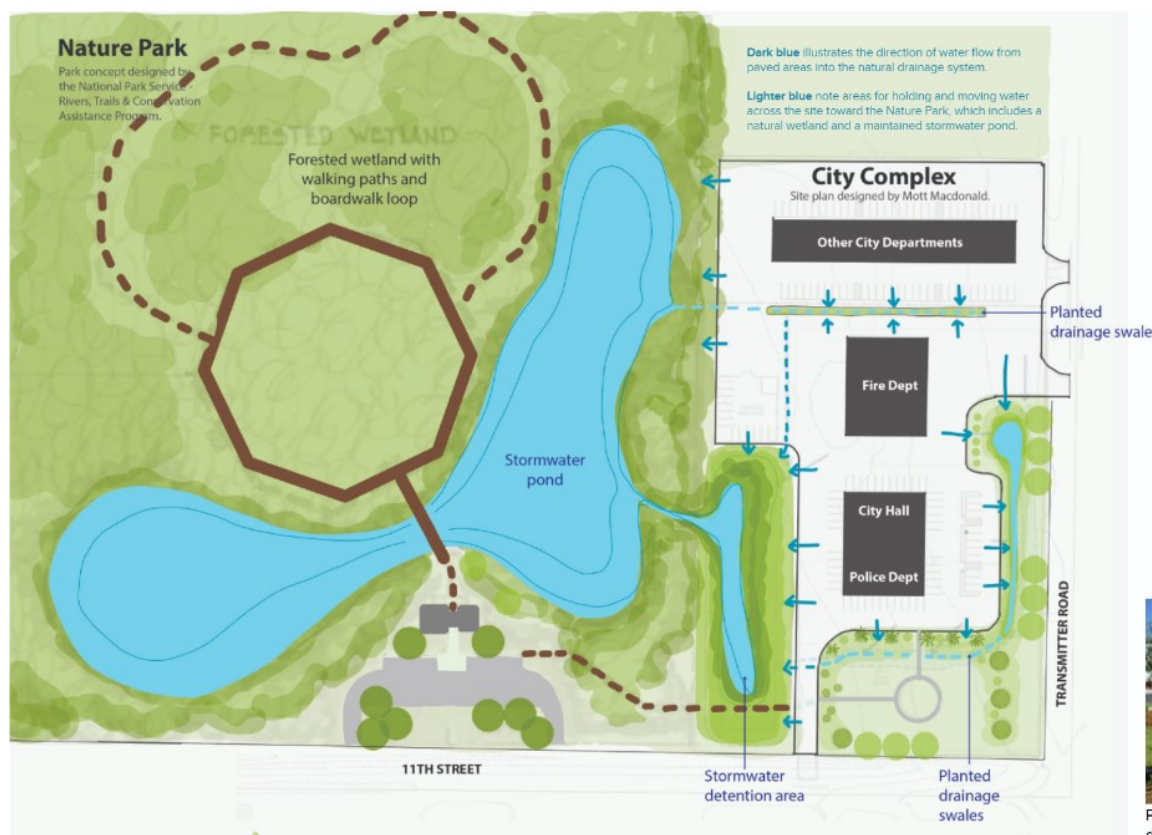 Nature Park
Park concept designed by
the National Park Service -
Rivers, Trails & Conservation
Assistance Program.
FORESTED WETLAND
Forested wetland with
walking paths and
boardwalk loop
Dark blue illustrates the direction of water flow from
paved areas into the natural drainage system.
Lighter blue note areas for holding and moving water
across the site toward the Nature Park, which includes a
natural wetland and a maintained stormwater pond.
City Complex
Site plan designed by Mott Macdonald.
Other City Departments
Planted
drainage swale
Fire Dept
Stormwater
pond
City Hall
Police Dept
TRANSMITTER ROAD
11TH STREET
Stormwater
detention area
Planted
drainage
swales